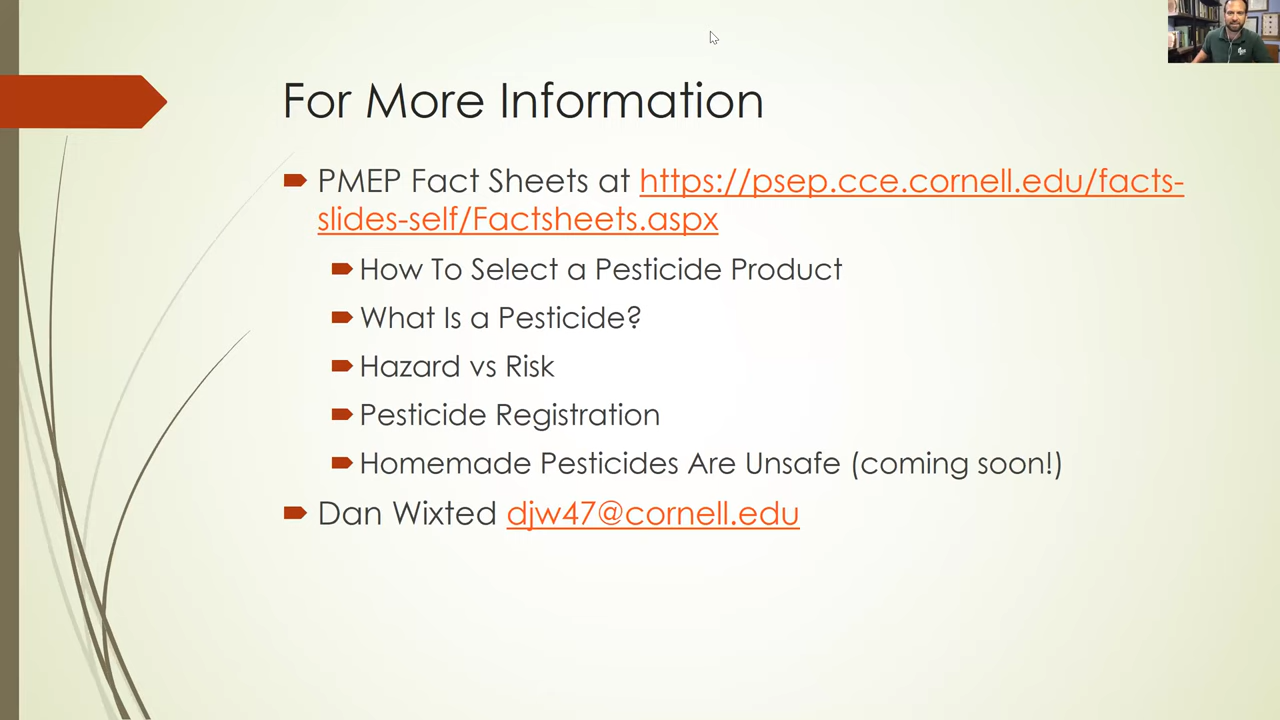 For More Information
PMEP Fact Sheets at https://psep.cce.cornell.edu/facts-
slides-self/Factsheets.aspx
How To Select a Pesticide Product
What Is a Pesticide?
Hazard vs Risk
Pesticide Registration
Homemade Pesticides Are Unsafe (coming soon!)
Dan Wixted djw47@cornell.edu